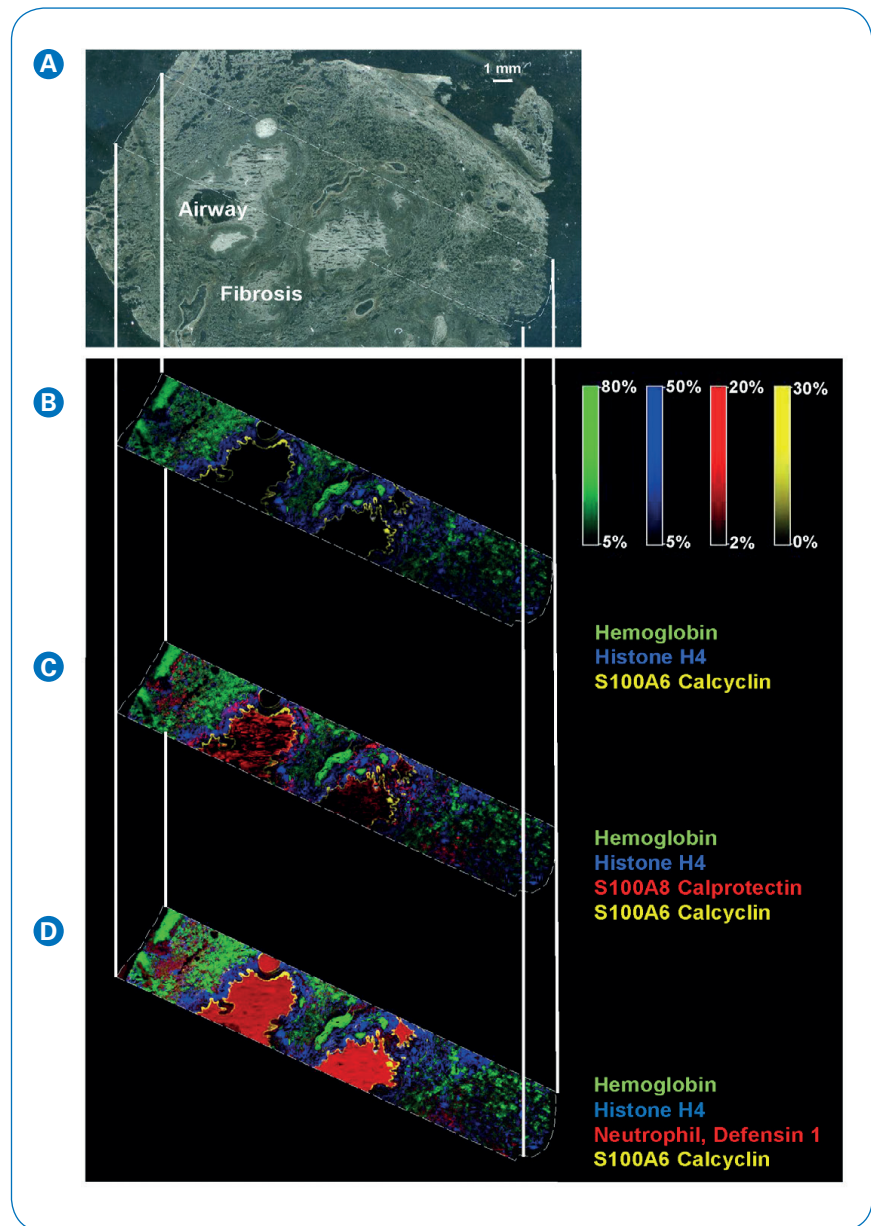 A
1 mm
Airway
Fibrosis
B
80% 50% 20% 30%
5% 5% 2% 0%
Hemoglobin
Histone H4
S100A6 Calcyclin
C
Hemoglobin
Histone H4
S100A8 Calprotectin
S100A6 Calcyclin
D
Hemoglobin
Histone H4
Neutrophil, Defensin 1
S100A6 Calcyclin